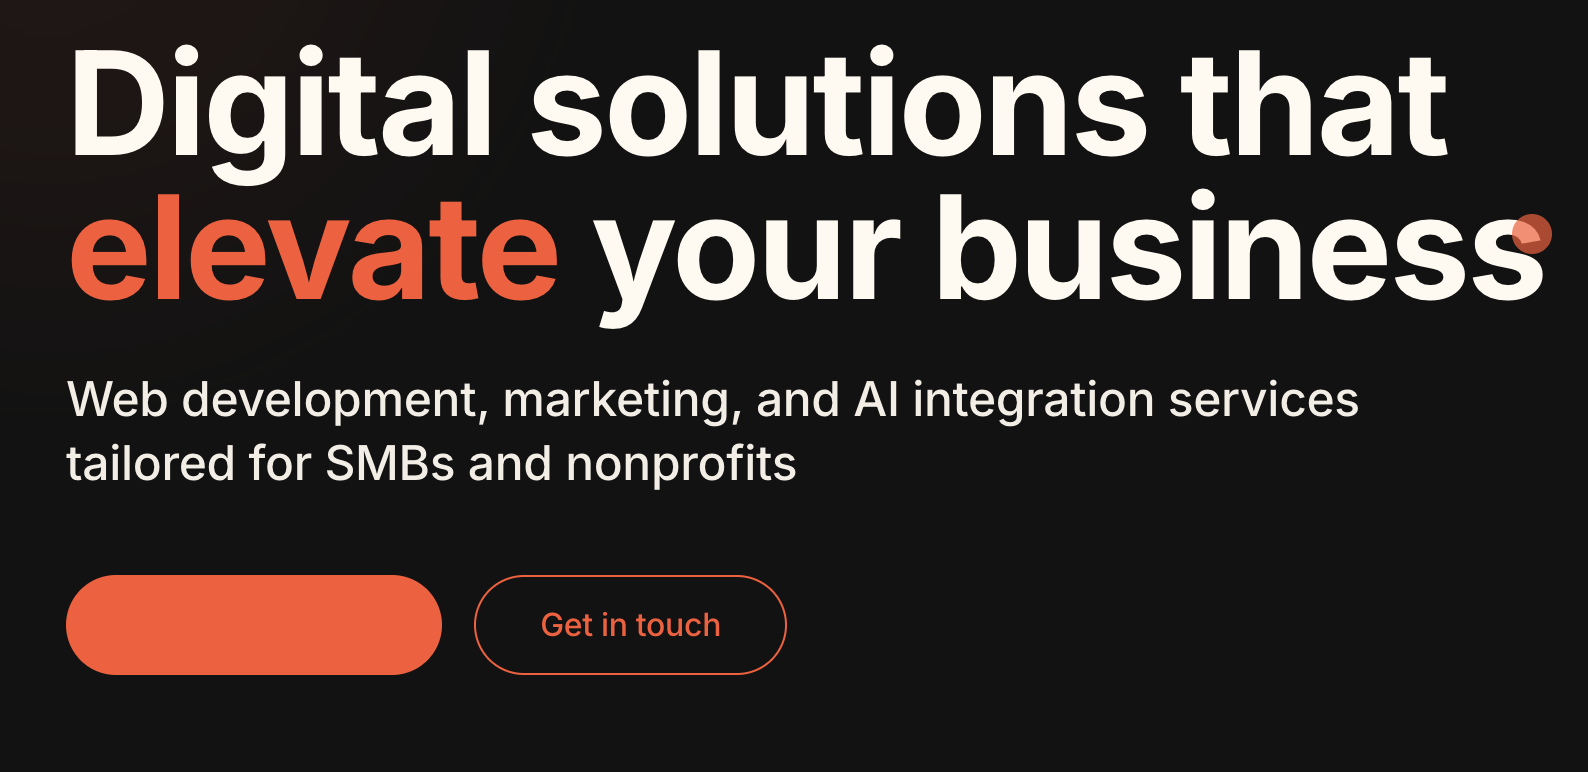 Digital solutions that
elevate your business
Web development, marketing, and AI integration services
tailored for SMBs and nonprofits
Get in touch